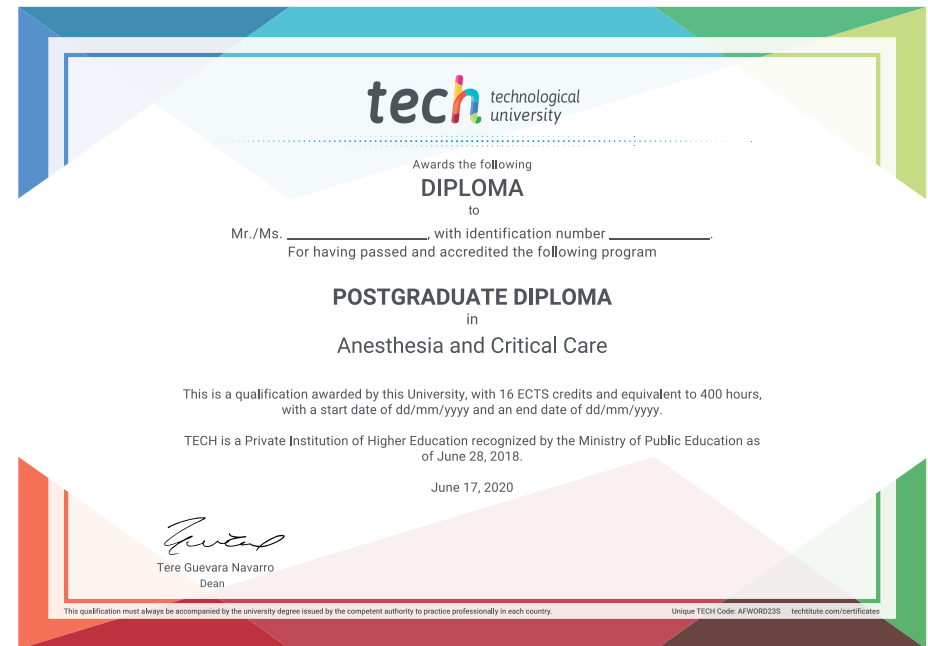 tech technological
university
Awards the following
DIPLOMA
to
Mr./Ms. ____________________, with identification number ______________.
For having passed and accredited the following program
POSTGRADUATE DIPLOMA
in
Anesthesia and Critical Care
This is a qualification awarded by this University, with 16 ECTS credits and equivalent to 400 hours,
with a start date of dd/mm/yyyy and an end date of dd/mm/yyyy.
TECH is a Private Institution of Higher Education recognized by the Ministry of Public Education as
of June 28, 2018.
June 17, 2020
Tere Guevara Navarro
Dean
This qualification must always be accompanied by the university degree issued by the competent authority to practice professionally in each country.
Unique TECH Code: AFWORD23S techtitute.com/certificates